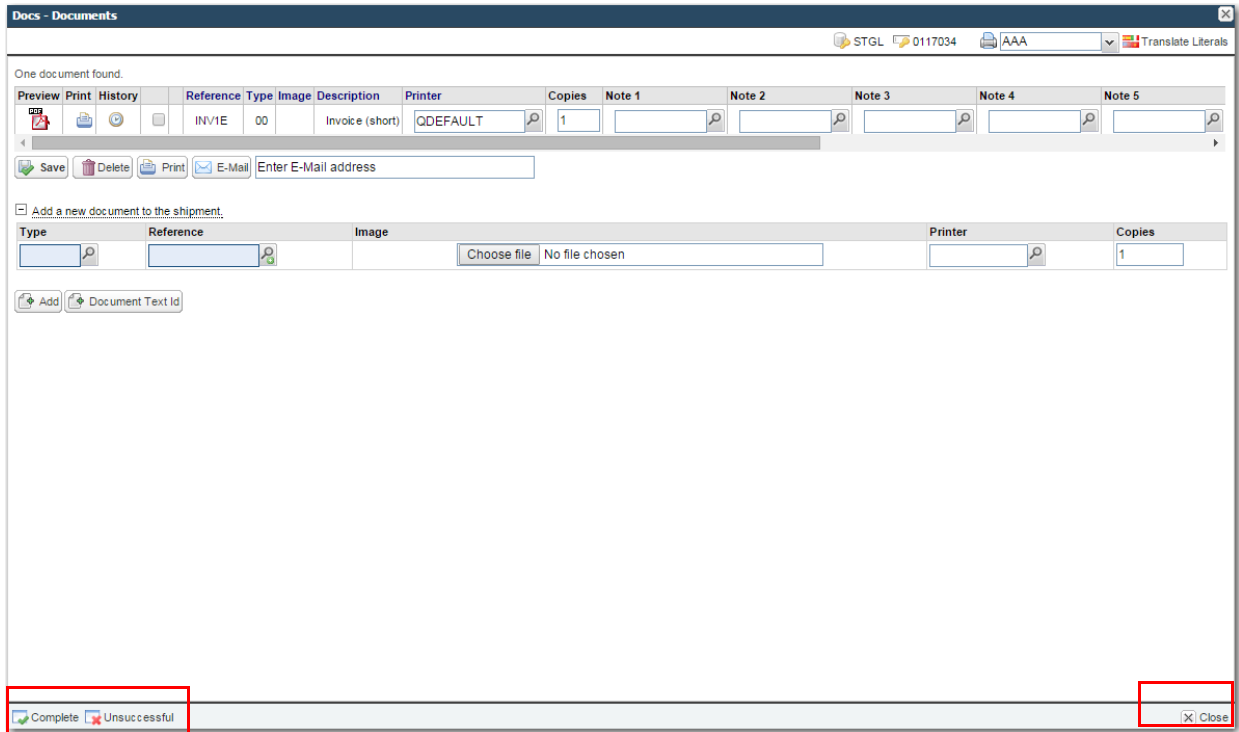 Docs - Documents
STGL 0117034 AAA Translate Literals
One document found.
Preview Print History Reference Type Image Description Printer Copies Note 1 Note 2 Note 3 Note 4 Note 5
PDF INV1E 00 Invoice (short) QDEFAULT 1
Save Delete Print E-Mail Enter E-Mail address
Add a new document to the shipment.
Type Reference Image Printer Copies
Choose file No file chosen 1
Add Document Text Id
Complete Unsuccessful Close